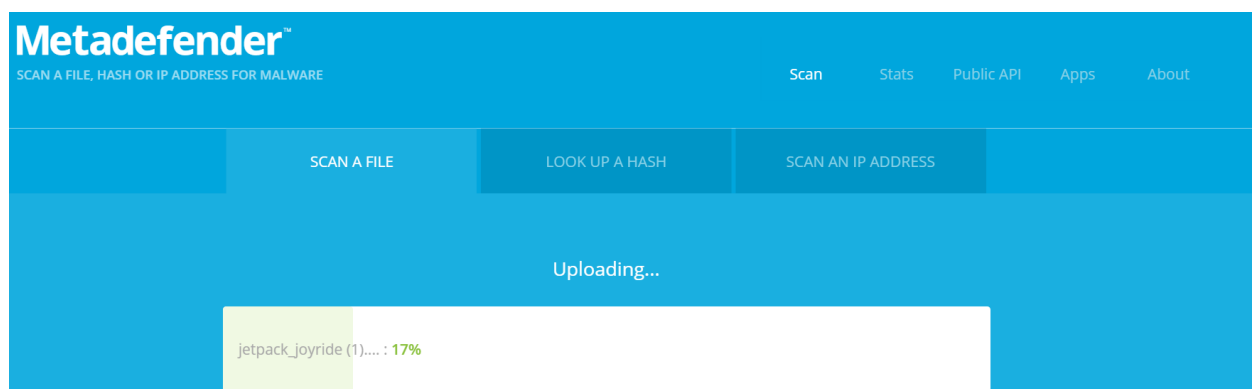 Metadefender™
SCAN A FILE, HASH OR IP ADDRESS FOR MALWARE
Scan Stats Public API Apps About
SCAN A FILE LOOK UP A HASH SCAN AN IP ADDRESS
Uploading...
jetpack_joyride (1).... : 17%